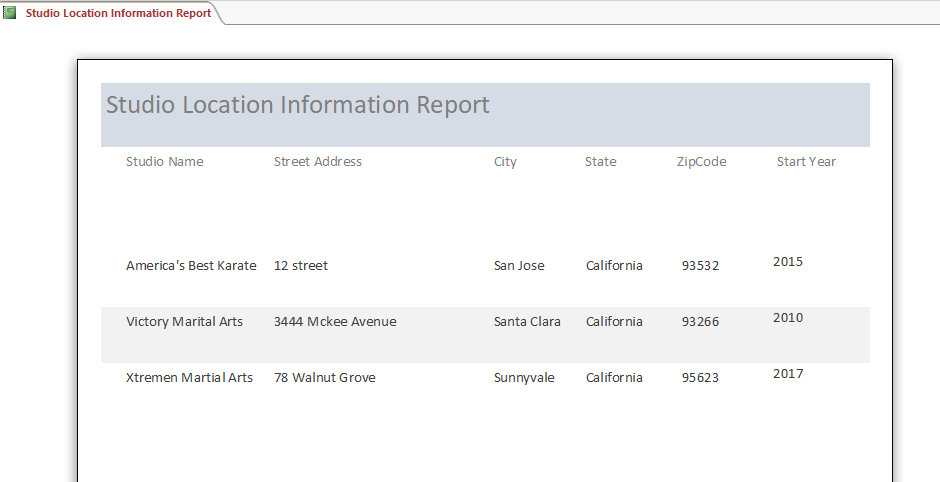 Studio Location Information Report
Studio Location Information Report
Studio Name Street Address City State ZipCode Start Year
America's Best Karate 12 street San Jose California 93532 2015
Victory Marital Arts 3444 Mckee Avenue Santa Clara California 93266 2010
Xtremen Martial Arts 78 Walnut Grove Sunnyvale California 95623 2017